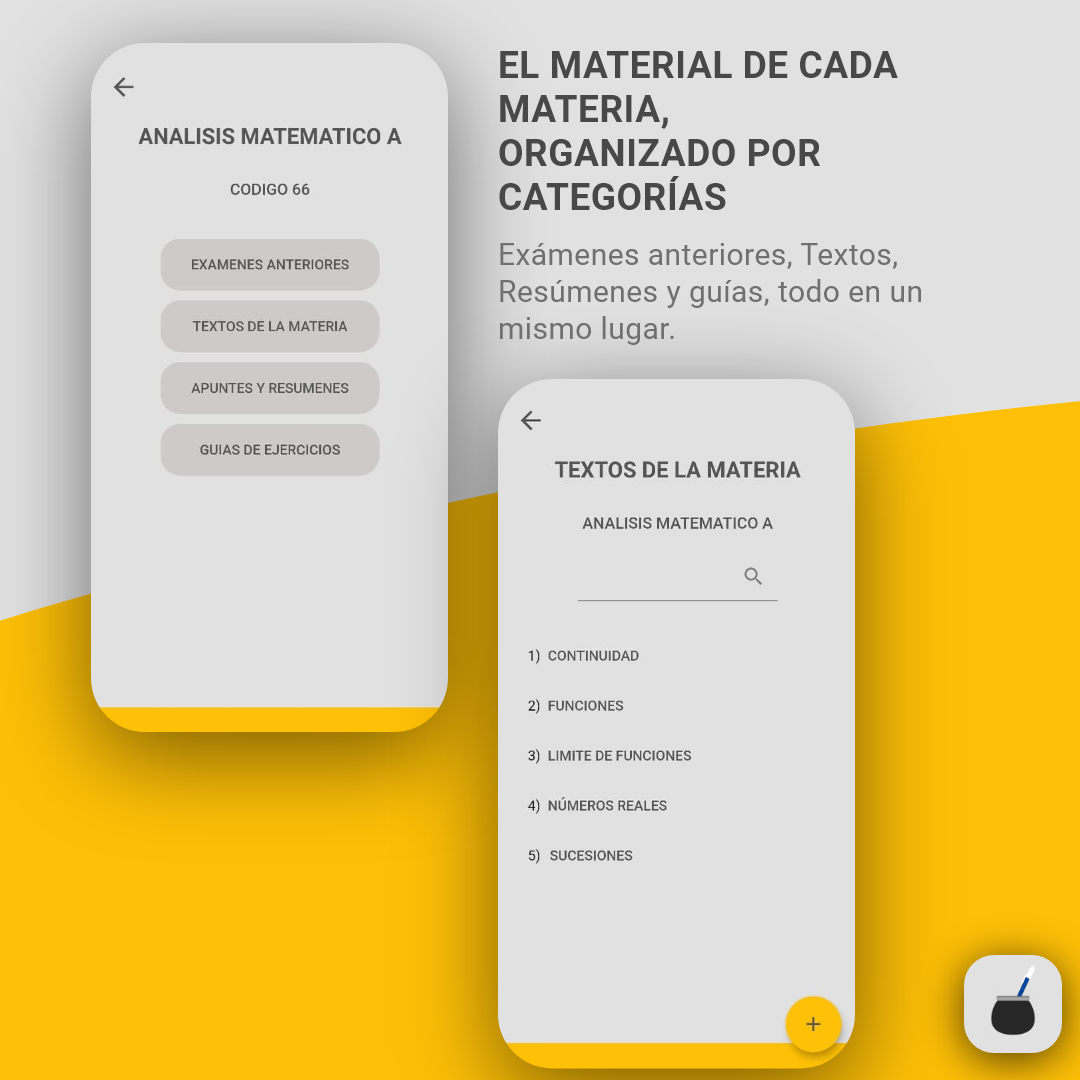 ANALISIS MATEMATICO A
CODIGO 66
EXAMENES ANTERIORES
TEXTOS DE LA MATERIA
APUNTES Y RESUMENES
GUIAS DE EJERCICIOS
EL MATERIAL DE CADA
MATERIA,
ORGANIZADO POR
CATEGORÍAS
Exámenes anteriores, Textos,
Resúmenes y guías, todo en un
mismo lugar.
TEXTOS DE LA MATERIA
ANALISIS MATEMATICO A
1) CONTINUIDAD
2) FUNCIONES
3) LIMITE DE FUNCIONES
4) NÚMEROS REALES
5) SUCESIONES
+